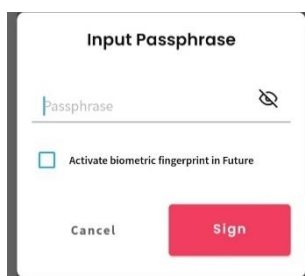 Input Passphrase
Passphrase
Activate biometric fingerprint in Future
Cancel Sign